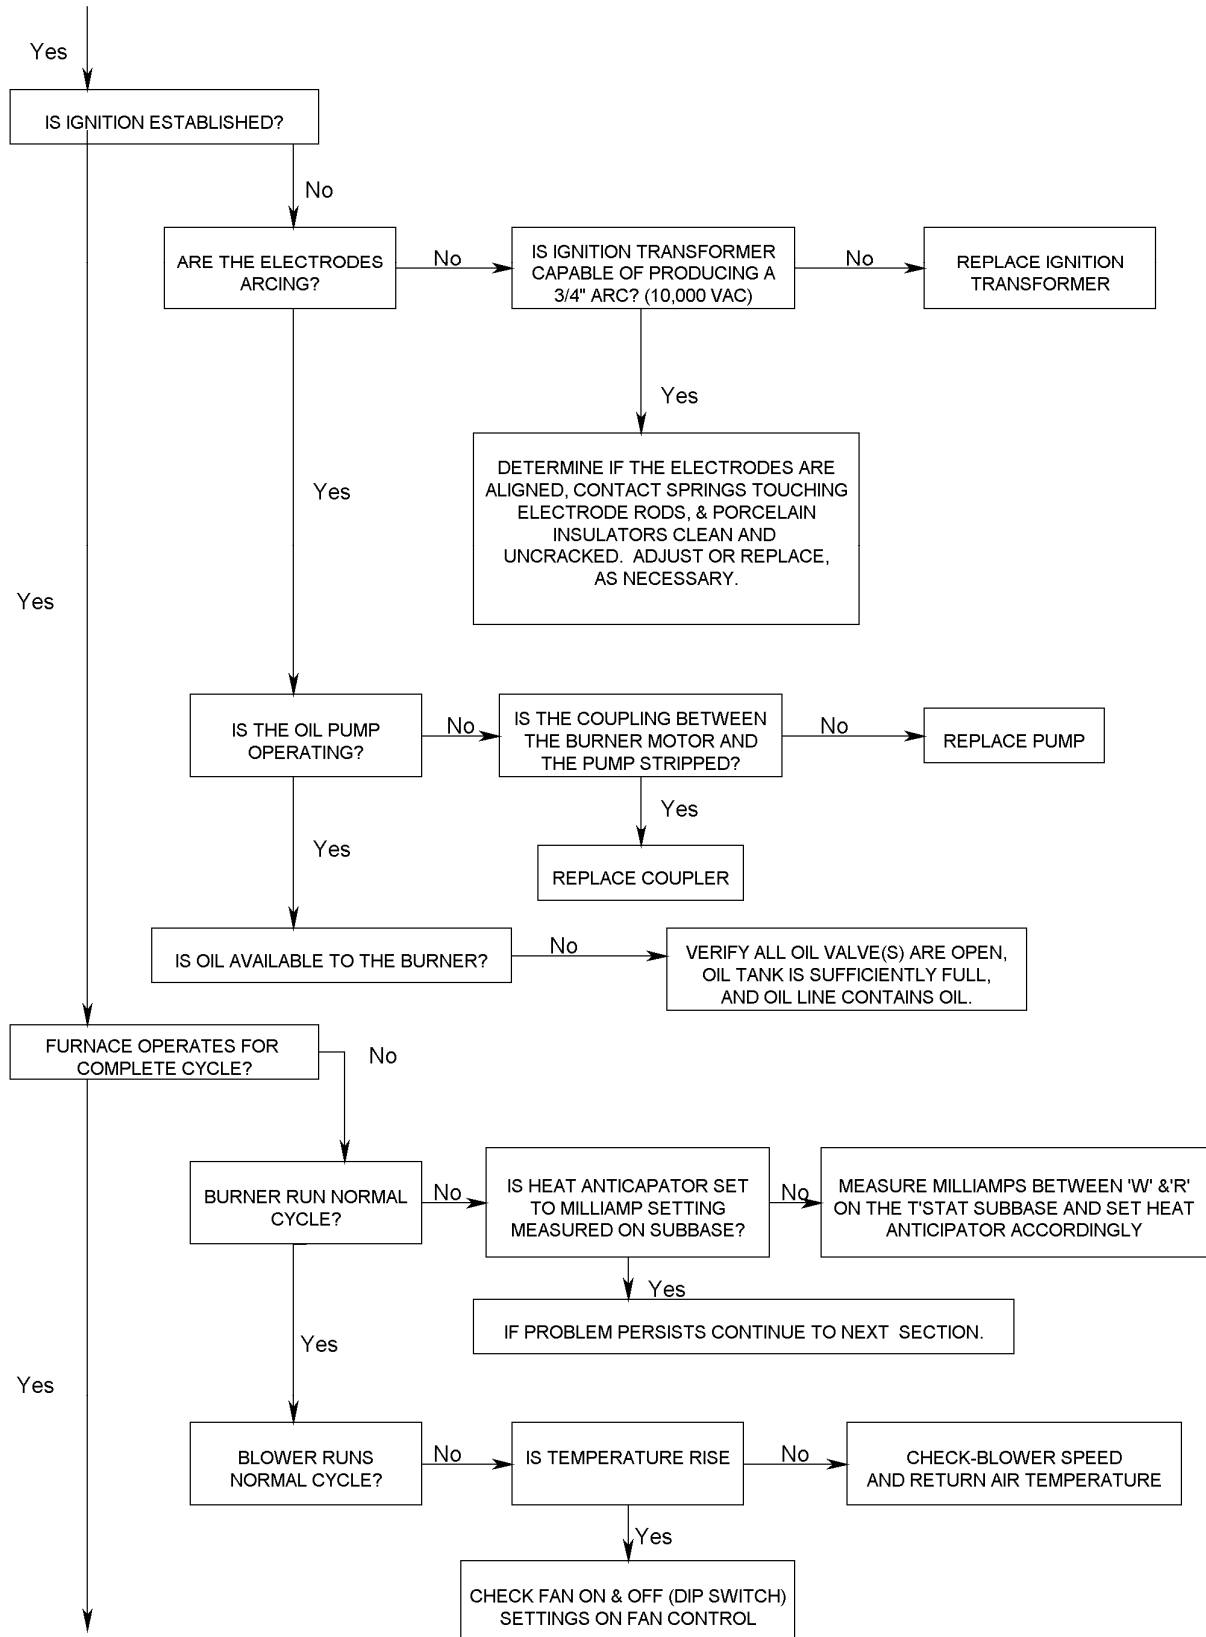 Yes
IS IGNITION ESTABLISHED?
No
ARE THE ELECTRODES
ARCING?
No
IS IGNITION TRANSFORMER
CAPABLE OF PRODUCING A
3/4" ARC? (10,000 VAC)
No
REPLACE IGNITION
TRANSFORMER
Yes
DETERMINE IF THE ELECTRODES ARE
ALIGNED, CONTACT SPRINGS TOUCHING
ELECTRODE RODS, & PORCELAIN
INSULATORS CLEAN AND
UNCRACKED. ADJUST OR REPLACE,
AS NECESSARY.
Yes
Yes
IS THE OIL PUMP
OPERATING?
No
IS THE COUPLING BETWEEN
THE BURNER MOTOR AND
THE PUMP STRIPPED?
No
REPLACE PUMP
Yes
REPLACE COUPLER
Yes
IS OIL AVAILABLE TO THE BURNER?
No
VERIFY ALL OIL VALVE(S) ARE OPEN,
OIL TANK IS SUFFICIENTLY FULL,
AND OIL LINE CONTAINS OIL.
FURNACE OPERATES FOR
COMPLETE CYCLE?
No
BURNER RUN NORMAL
CYCLE?
No
IS HEAT ANTICAPATOR SET
TO MILLIAMP SETTING
MEASURED ON SUBBASE?
No
MEASURE MILLIAMPS BETWEEN 'W' &'R'
ON THE T'STAT SUBBASE AND SET HEAT
ANTICIPATOR ACCORDINGLY
Yes
IF PROBLEM PERSISTS CONTINUE TO NEXT SECTION.
Yes
Yes
BLOWER RUNS
NORMAL CYCLE?
No
IS TEMPERATURE RISE
No
CHECK-BLOWER SPEED
AND RETURN AIR TEMPERATURE
Yes
CHECK FAN ON & OFF (DIP SWITCH)
SETTINGS ON FAN CONTROL